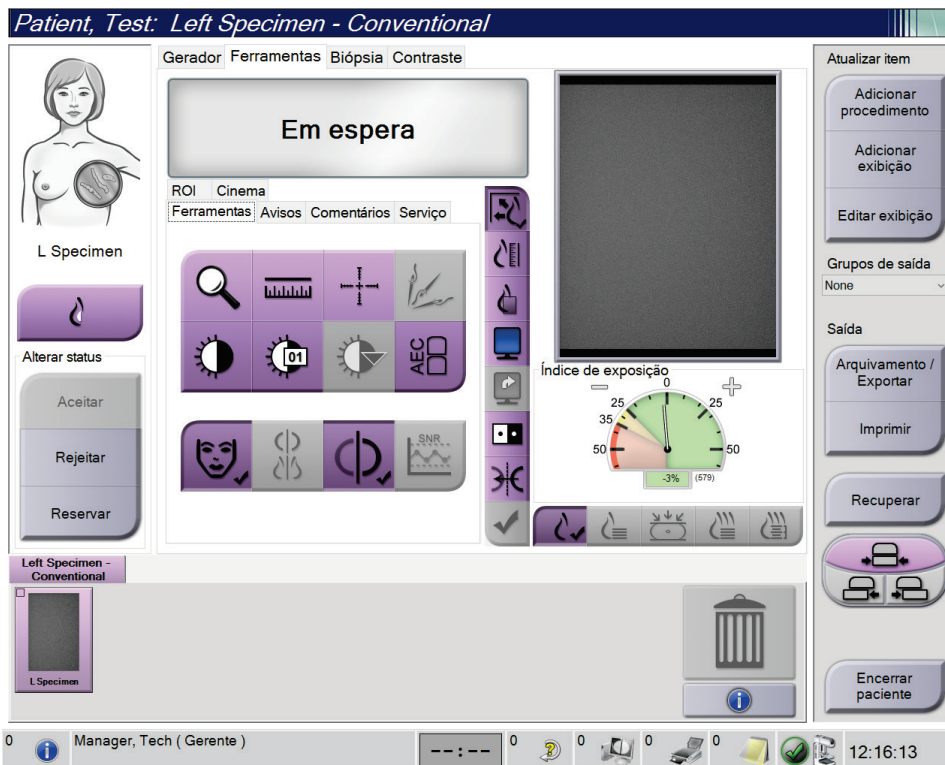 Patient, Test: Left Specimen - Conventional
Gerador Ferramentas Biópsia Contraste
Em espera
ROI Cinema
Ferramentas Avisos Comentários Serviço
L Specimen
01
AEC
SNR
Alterar status
Aceitar
Rejeitar
Reservar
Índice de exposição
0
25 25
35
50 50
-3% (579)
Atualizar item
Adicionar
procedimento
Adicionar
exibição
Editar exibição
Grupos de saída
None
Saída
Arquivamento /
Exportar
Imprimir
Recuperar
Encerrar
paciente
Left Specimen -
Conventional
L Specimen
0 Manager, Tech ( Gerente ) --:-- 0 0 0 0 12:16:13